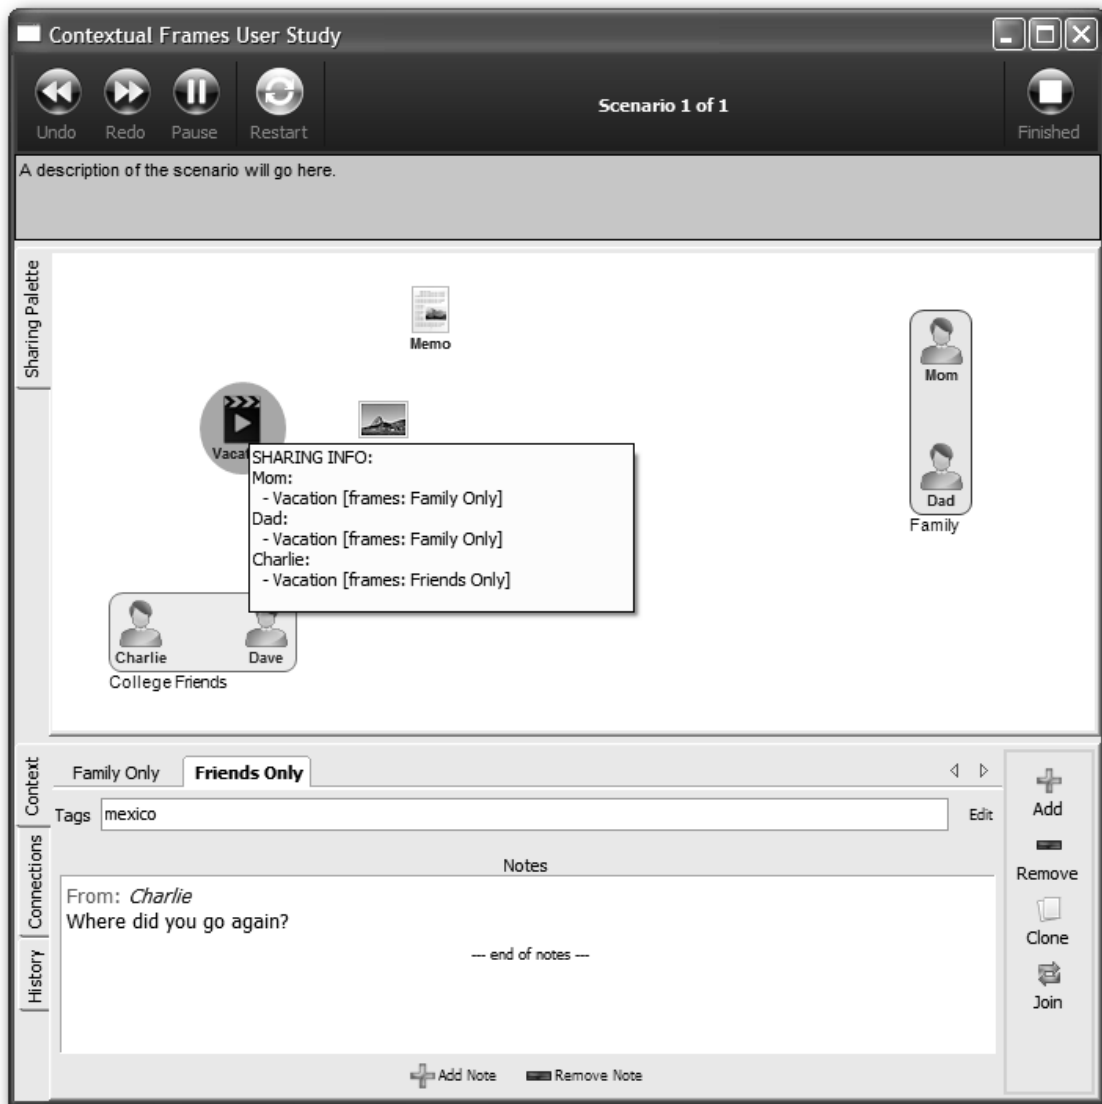 Contextual Frames User Study
Undo
Redo
Pause
Restart
Scenario 1 of 1
Finished
A description of the scenario will go here.
Sharing Palette
Memo
Mom
Dad
Family
SHARING INFO:
Mom:
- Vacation [frames: Family Only]
Dad:
- Vacation [frames: Family Only]
Charlie:
- Vacation [frames: Friends Only]
Charlie
Dave
College Friends
Context
Connections
History
Family Only
Friends Only
Tags
mexico
Edit
Notes
From: Charlie
Where did you go again?
--- end of notes ---
Add Note
Remove Note
Add
Remove
Clone
Join